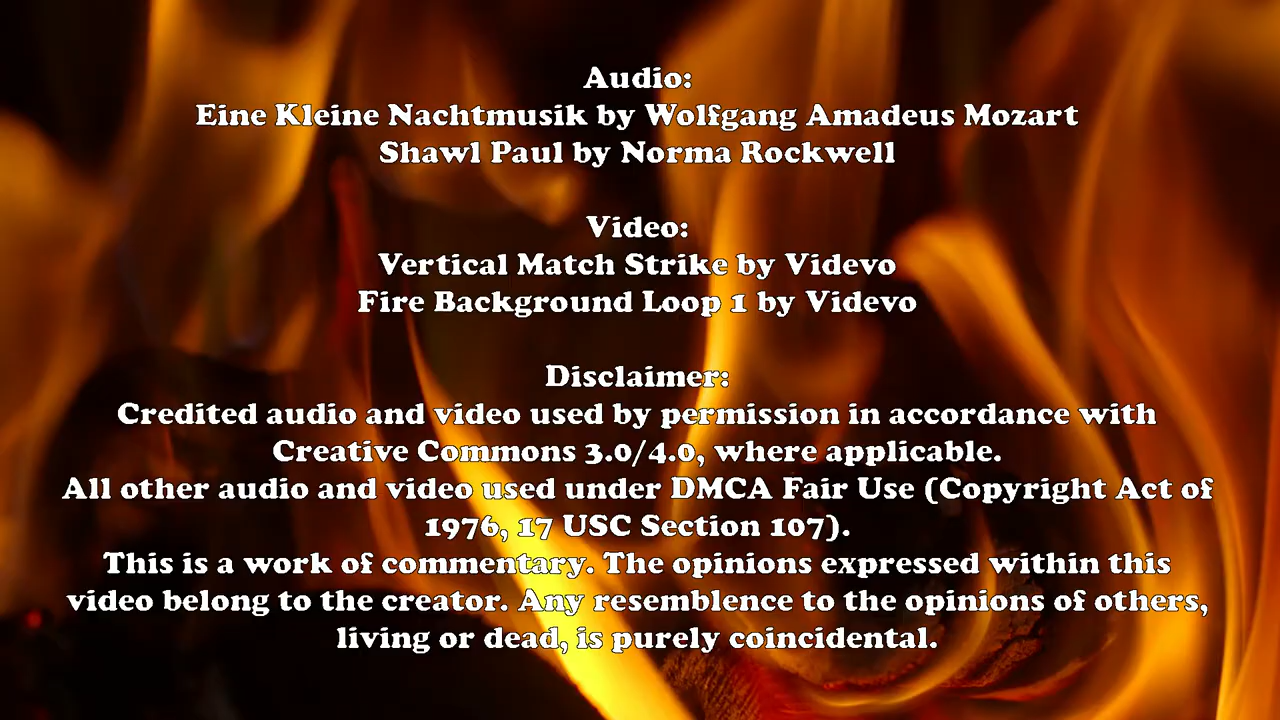 Audio:
Eine Kleine Nachtmusik by Wolfgang Amadeus Mozart
Shawl Paul by Norma Rockwell
Video:
Vertical Match Strike by Videvo
Fire Background Loop 1 by Videvo
Disclaimer:
Credited audio and video used by permission in accordance with
Creative Commons 3.0/4.0, where applicable.
All other audio and video used under DMCA Fair Use (Copyright Act of
1976, 17 USC Section 107).
This is a work of commentary. The opinions expressed within this
video belong to the creator. Any resemblence to the opinions of others,
living or dead, is purely coincidental.